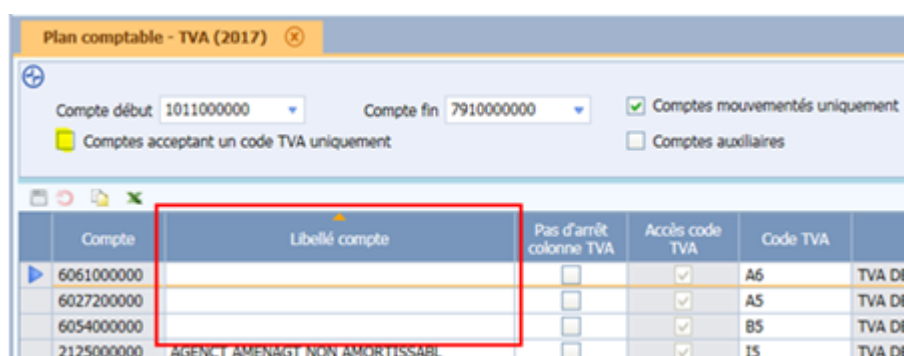 Plan comptable - TVA (2017)
Compte début 1011000000 Compte fin 7910000000 Comptes mouvementés uniquement
Comptes acceptant un code TVA uniquement Comptes auxiliaires
Compte Libellé compte Pas d'arrêt colonne TVA Accès code TVA Code TVA
6061000000 A6 TVA DE
6027200000 A5 TVA DE
6054000000 B5 TVA DE
2125000000 AGENCT AMENAGT NON AMORTISSABL I5 TVA DE